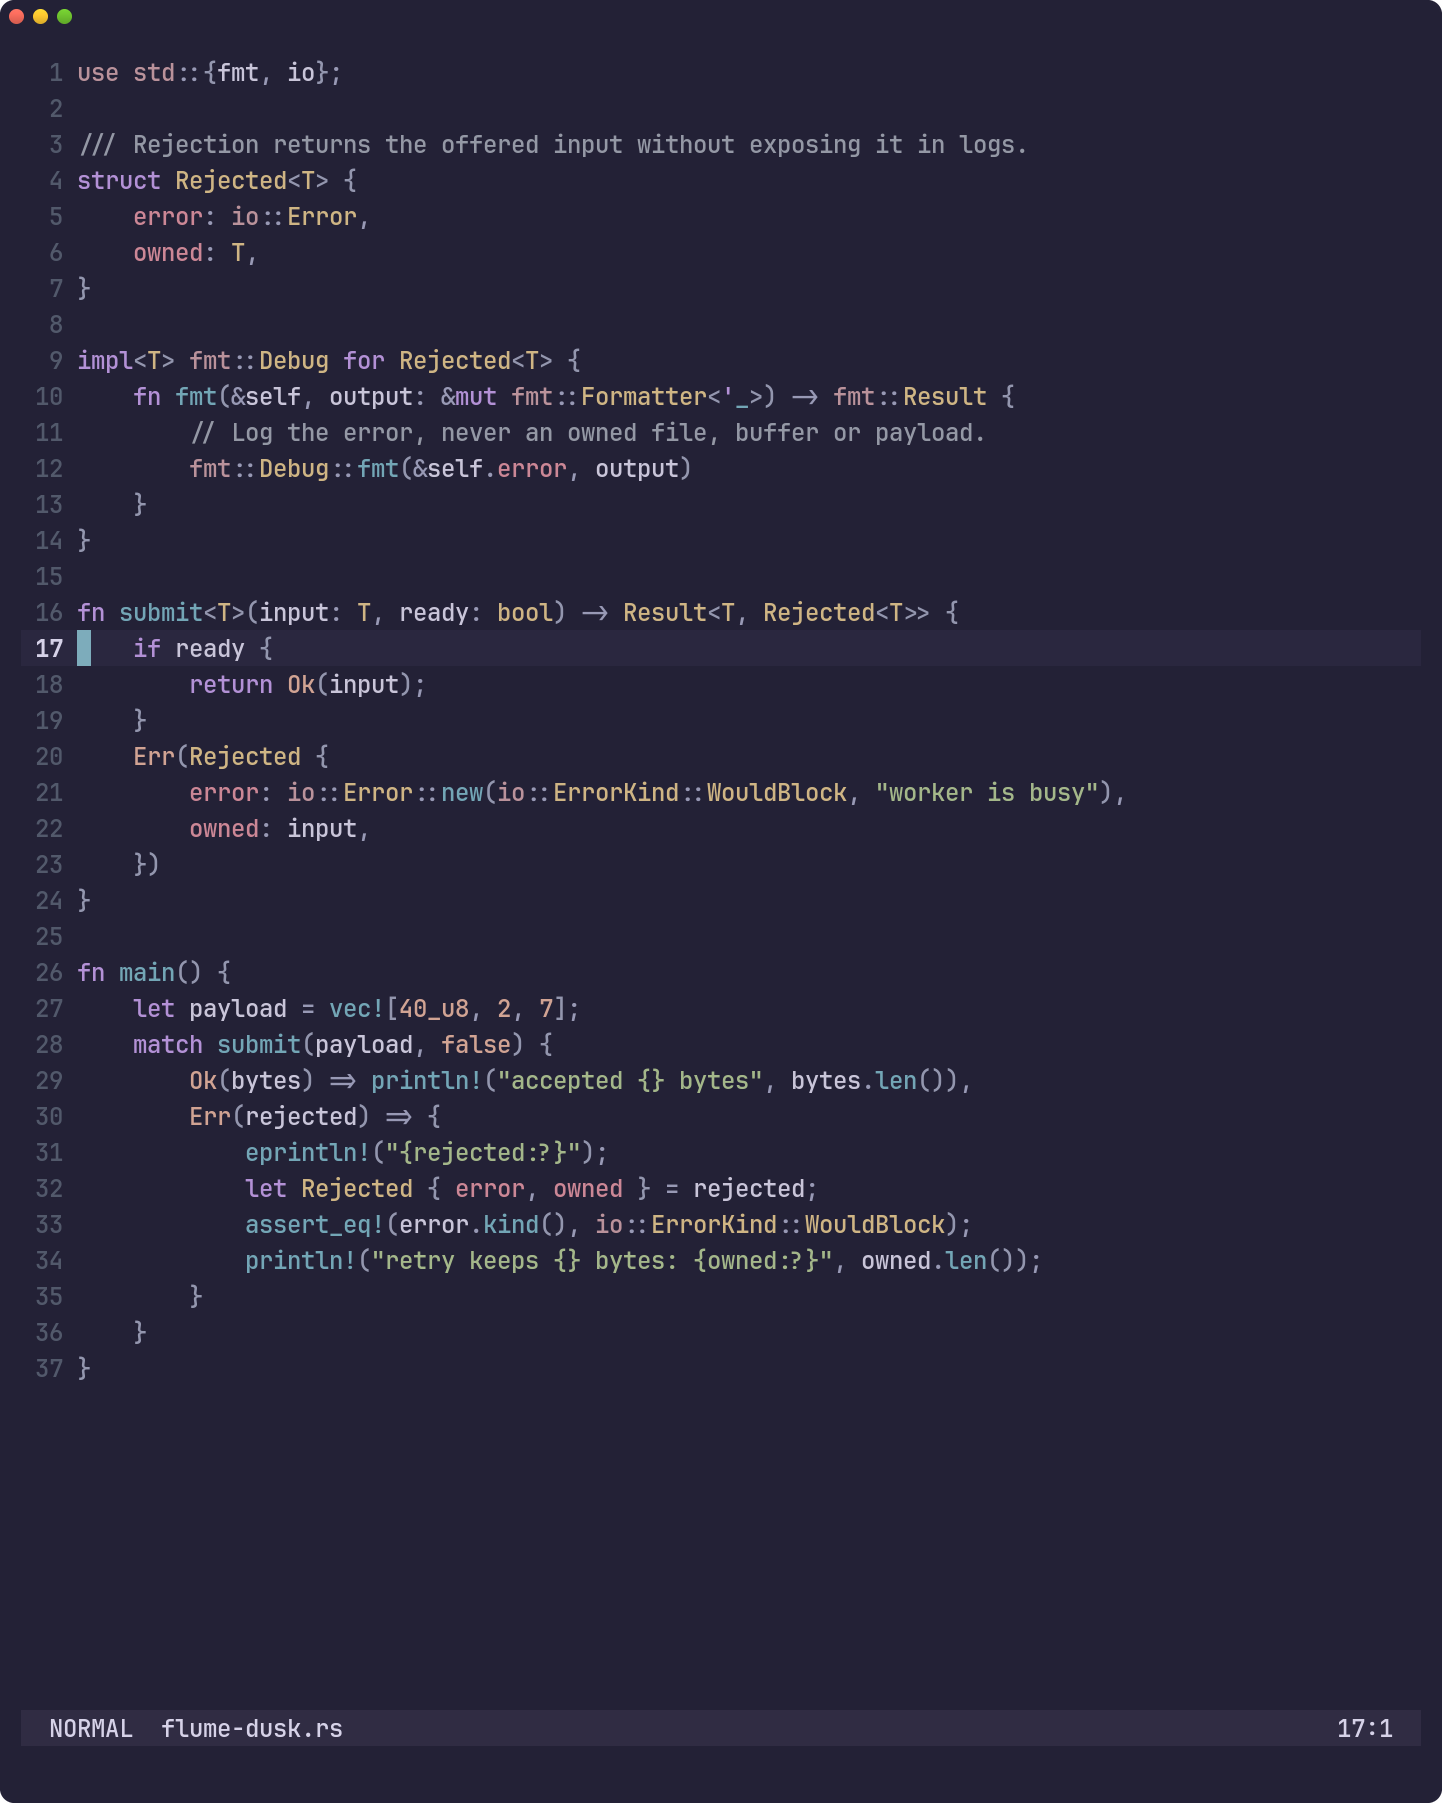 1 use std::{fmt, io};
2
3 /// Rejection returns the offered input without exposing it in logs.
4 struct Rejected<T> {
5     error: io::Error,
6     owned: T,
7 }
8
9 impl<T> fmt::Debug for Rejected<T> {
10     fn fmt(&self, output: &mut fmt::Formatter<'_>) -> fmt::Result {
11         // Log the error, never an owned file, buffer or payload.
12         fmt::Debug::fmt(&self.error, output)
13     }
14 }
15
16 fn submit<T>(input: T, ready: bool) -> Result<T, Rejected<T>> {
17     if ready {
18         return Ok(input);
19     }
20     Err(Rejected {
21         error: io::Error::new(io::ErrorKind::WouldBlock, "worker is busy"),
22         owned: input,
23     })
24 }
25
26 fn main() {
27     let payload = vec![40_u8, 2, 7];
28     match submit(payload, false) {
29         Ok(bytes) => println!("accepted {} bytes", bytes.len()),
30         Err(rejected) => {
31             eprintln!("{rejected:?}");
32             let Rejected { error, owned } = rejected;
33             assert_eq!(error.kind(), io::ErrorKind::WouldBlock);
34             println!("retry keeps {} bytes: {owned:?}", owned.len());
35         }
36     }
37 }
NORMAL  flume-dusk.rs 17:1